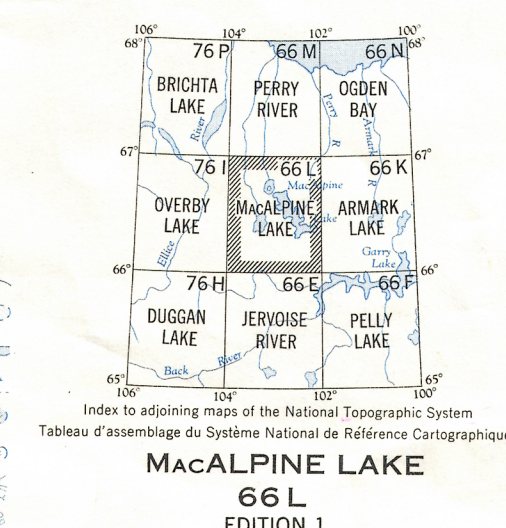 106° 104° 102° 100°
68° 68°
76 P 66 M 66 N
BRICHTA LAKE
PERRY RIVER
OGDEN BAY
River
Perry R
Armark R
67° 67°
76 I 66 L 66 K
OVERBY LAKE
MacAlpine Lake
MACALPINE LAKE
ARMARK LAKE
Ellice
Garry Lake
66° 66°
76 H 66 E 66 F
DUGGAN LAKE
JERVOISE RIVER
PELLY LAKE
Back River
65° 65°
106° 104° 102° 100°
Index to adjoining maps of the National Topographic System
Tableau d'assemblage du Système National de Référence Cartographique
MACALPINE LAKE
66 L
EDITION 1